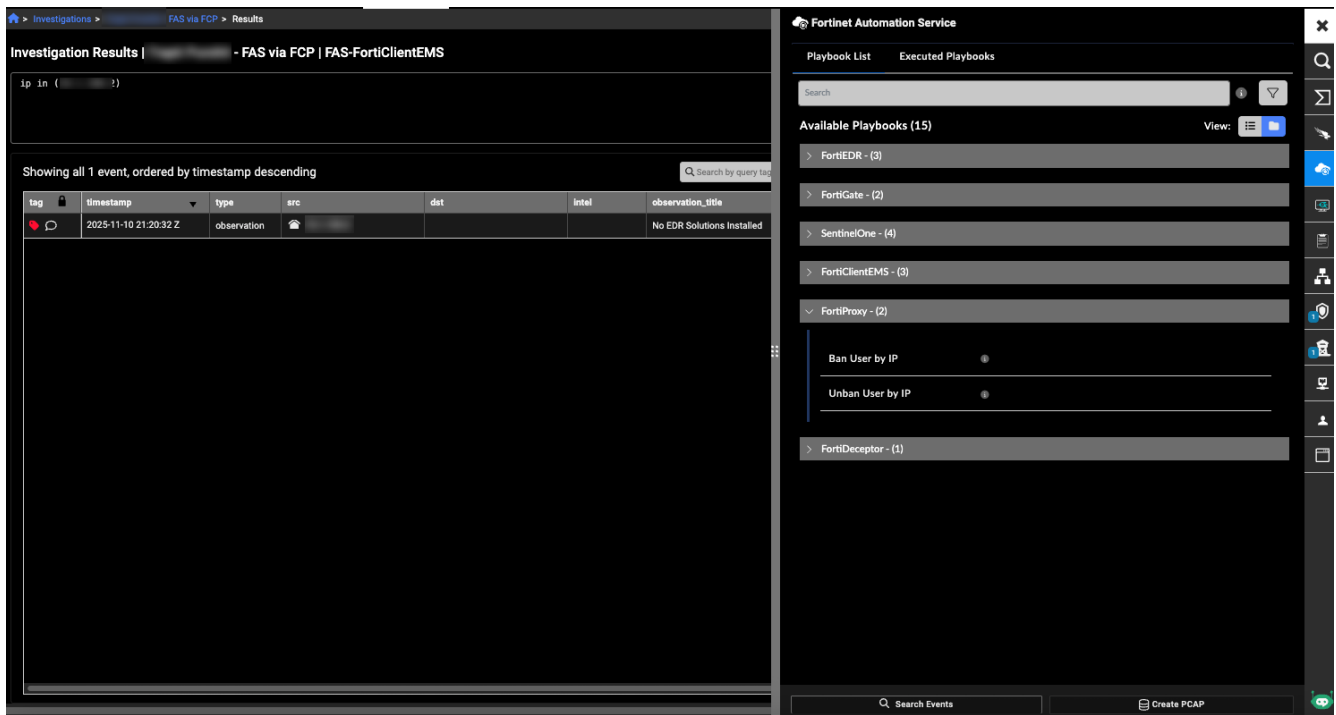 > Investigations > FAS via FCP > Results
Investigation Results | - FAS via FCP | FAS-FortiClientEMS
ip in ( )
Showing all 1 event, ordered by timestamp descending
Search by query tag
tag timestamp type src dst intel observation_title
2025-11-10 21:20:32 Z observation No EDR Solutions Installed
Fortinet Automation Service
Playbook List Executed Playbooks
Search
Available Playbooks (15) View:
FortiEDR - (3)
FortiGate - (2)
SentinelOne - (4)
FortiClientEMS - (3)
FortiProxy - (2)
Ban User by IP
Unban User by IP
FortiDeceptor - (1)
1
1
Search Events Create PCAP